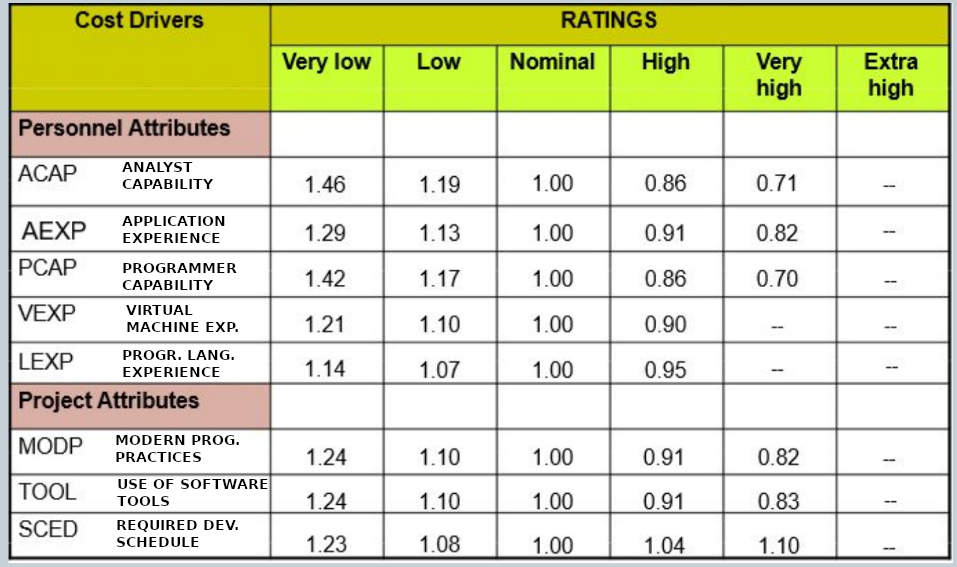 Cost Drivers RATINGS
Very low Low Nominal High Very high Extra high
Personnel Attributes
ACAP ANALYST CAPABILITY 1.46 1.19 1.00 0.86 0.71 --
AEXP APPLICATION EXPERIENCE 1.29 1.13 1.00 0.91 0.82 --
PCAP PROGRAMMER CAPABILITY 1.42 1.17 1.00 0.86 0.70 --
VEXP VIRTUAL MACHINE EXP. 1.21 1.10 1.00 0.90 -- --
LEXP PROGR. LANG. EXPERIENCE 1.14 1.07 1.00 0.95 -- --
Project Attributes
MODP MODERN PROG. PRACTICES 1.24 1.10 1.00 0.91 0.82 --
TOOL USE OF SOFTWARE TOOLS 1.24 1.10 1.00 0.91 0.83 --
SCED REQUIRED DEV. SCHEDULE 1.23 1.08 1.00 1.04 1.10 --